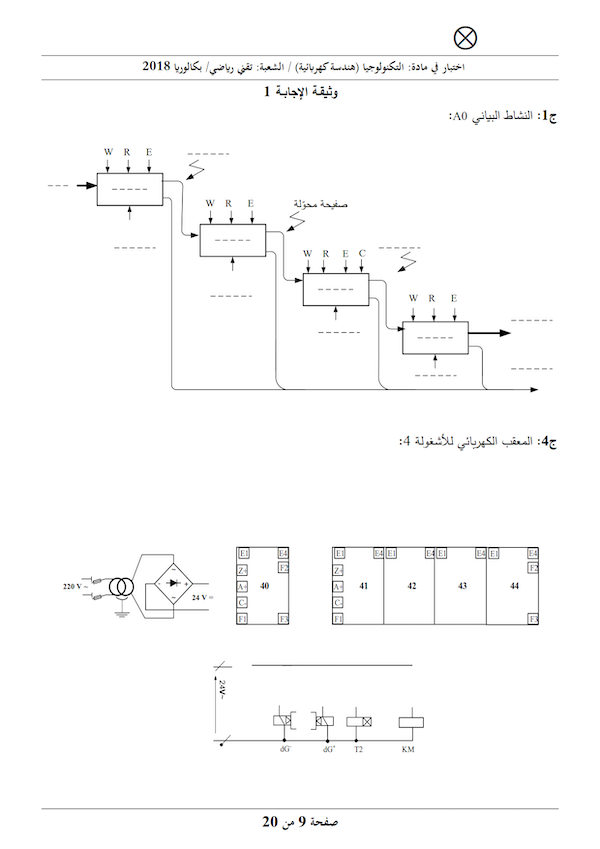 اختبار في مادة: التكنولوجيا (هندسة كهربائية) / الشعبة: تقني رياضي/ بكالوريا 2018
وثيقة الإجابة 1
ج1: النشاط البياني A0:
W R E
W R E
صفيحة محوّلة
W R E C
W R E
ج4: المعقب الكهربائي للأشغولة 4:
E1 E4 E1 E4 E1 E4 E1 E4 E1 E4
Z+ F2 Z+ F2
220 V ~ - + ~ ~ A+ 40 A+ 41 42 43 44
24 V = C- C-
F1 F3 F1 F3
24V~
dG- dG+ T2 KM
صفحة 9 من 20